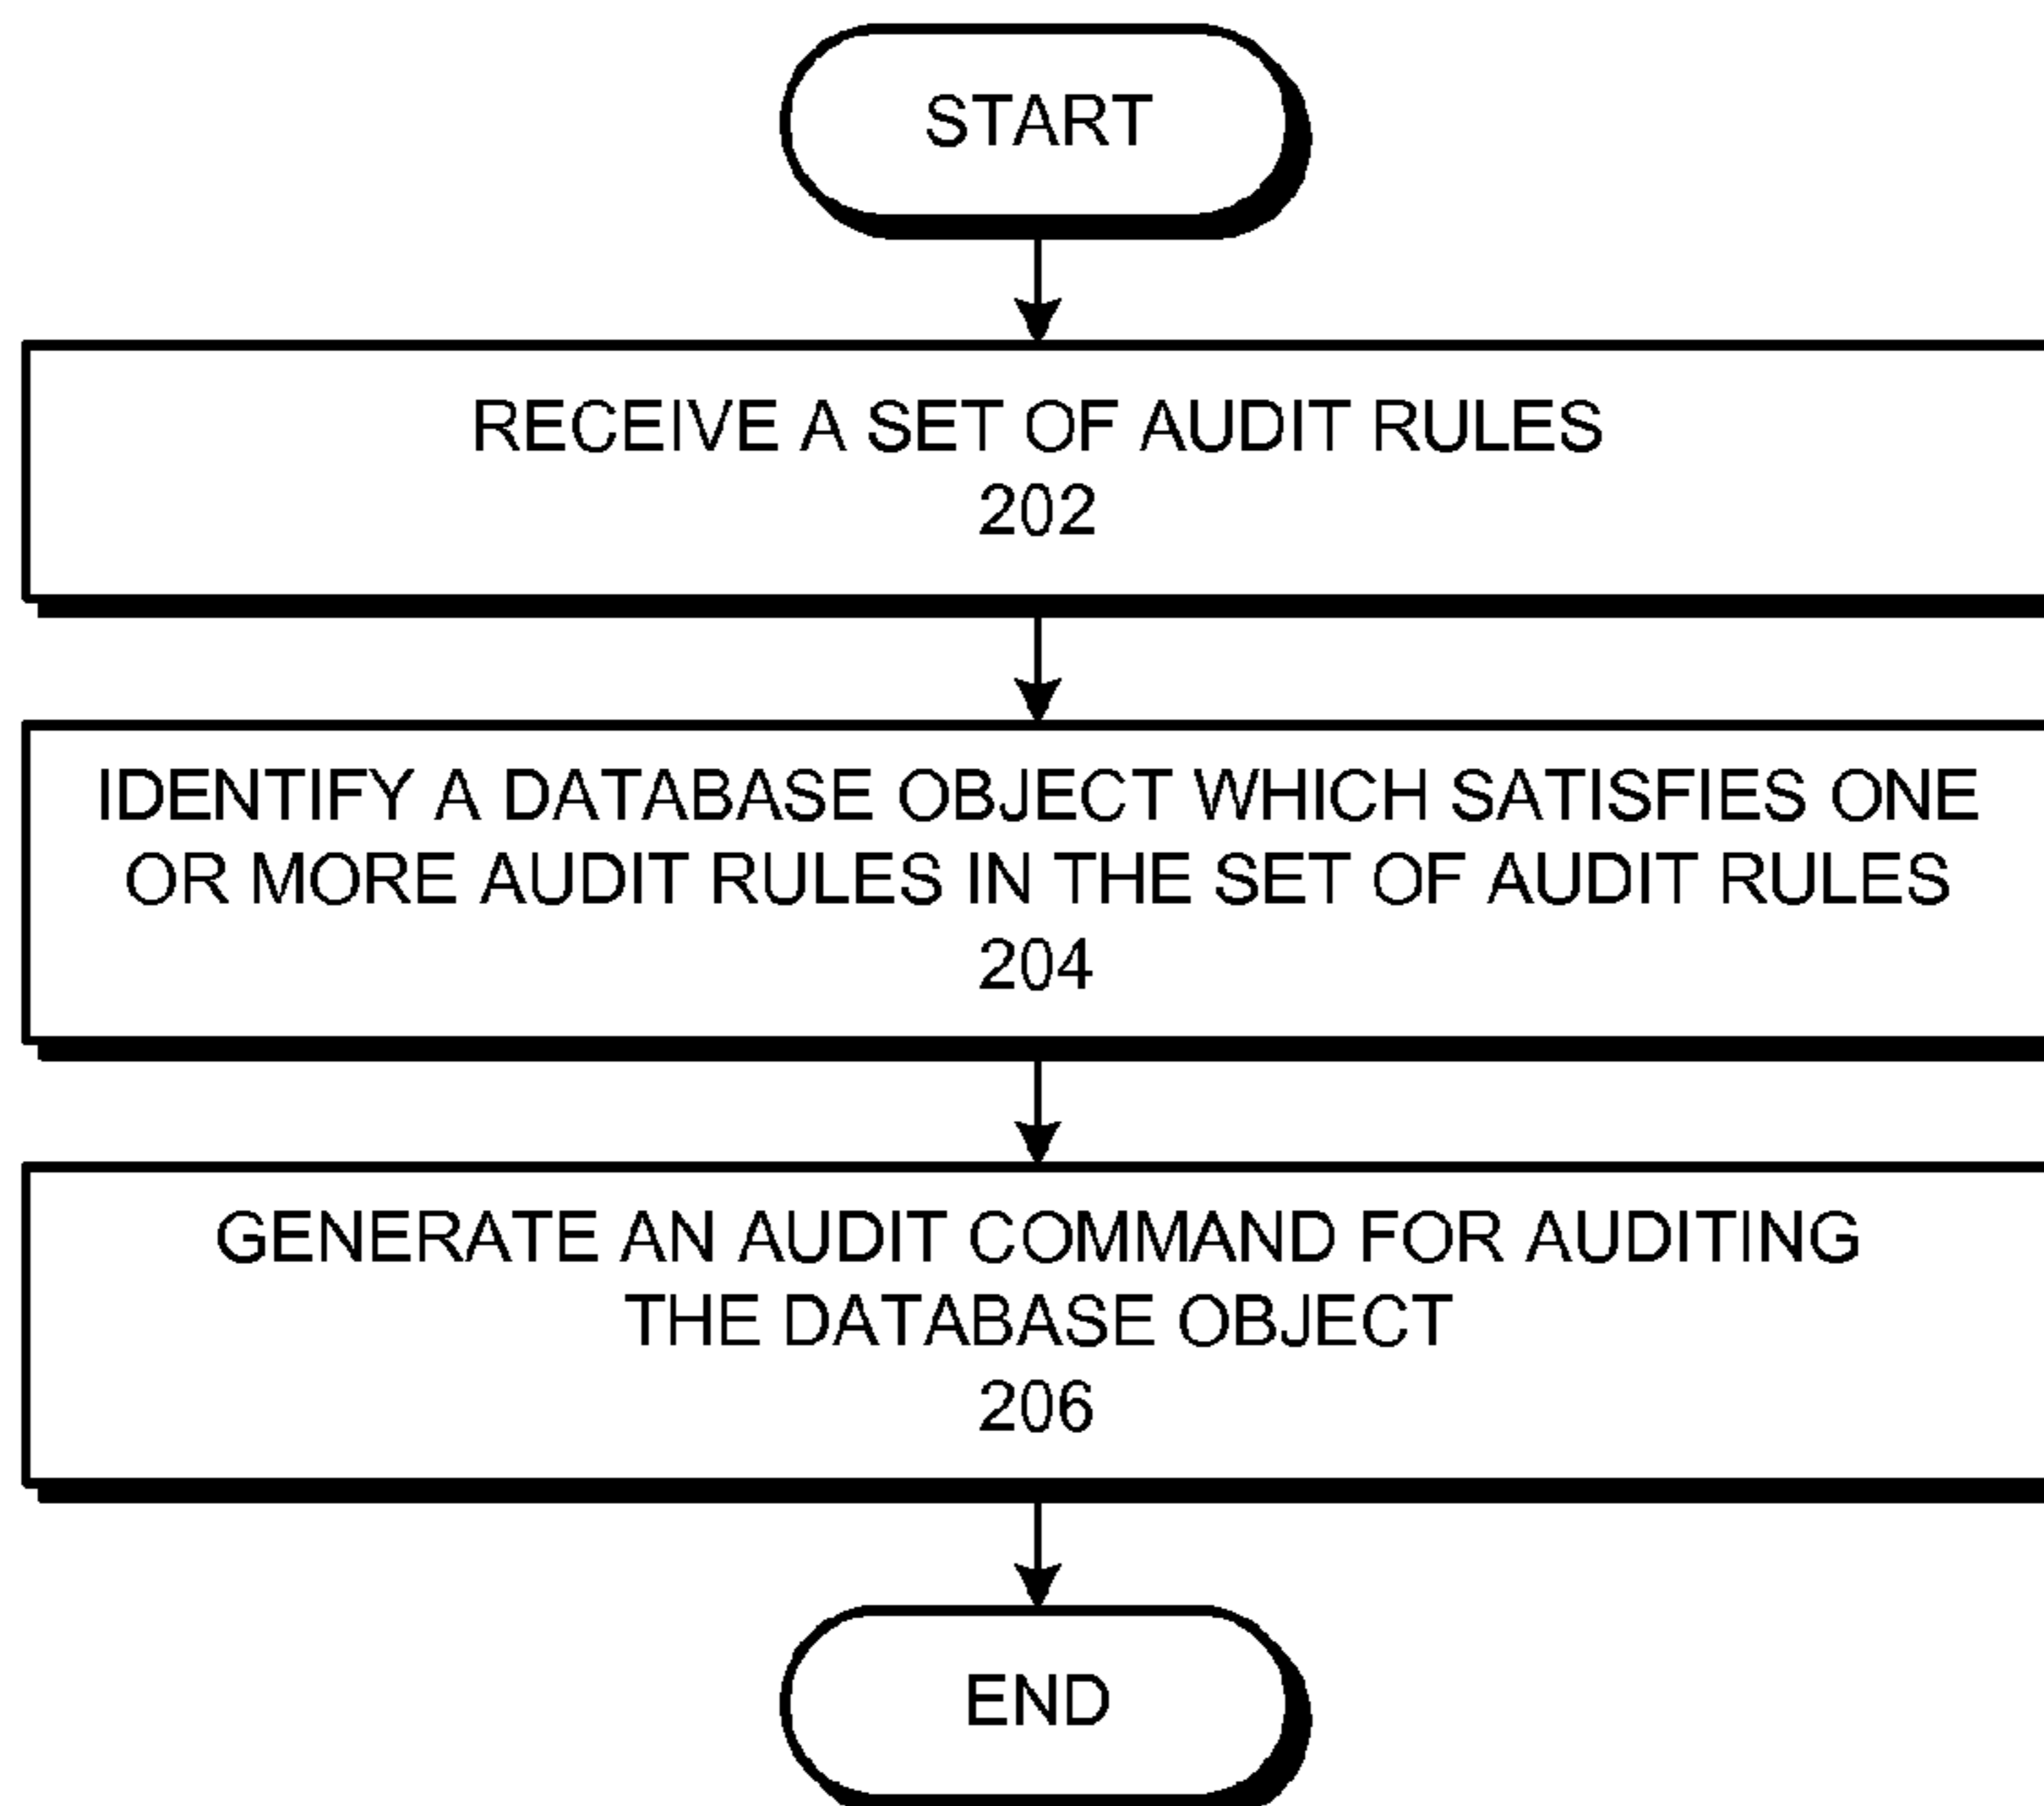 START
RECEIVE A SET OF AUDIT RULES
202
IDENTIFY A DATABASE OBJECT WHICH SATISFIES ONE
OR MORE AUDIT RULES IN THE SET OF AUDIT RULES
204
GENERATE AN AUDIT COMMAND FOR AUDITING
THE DATABASE OBJECT
206
END